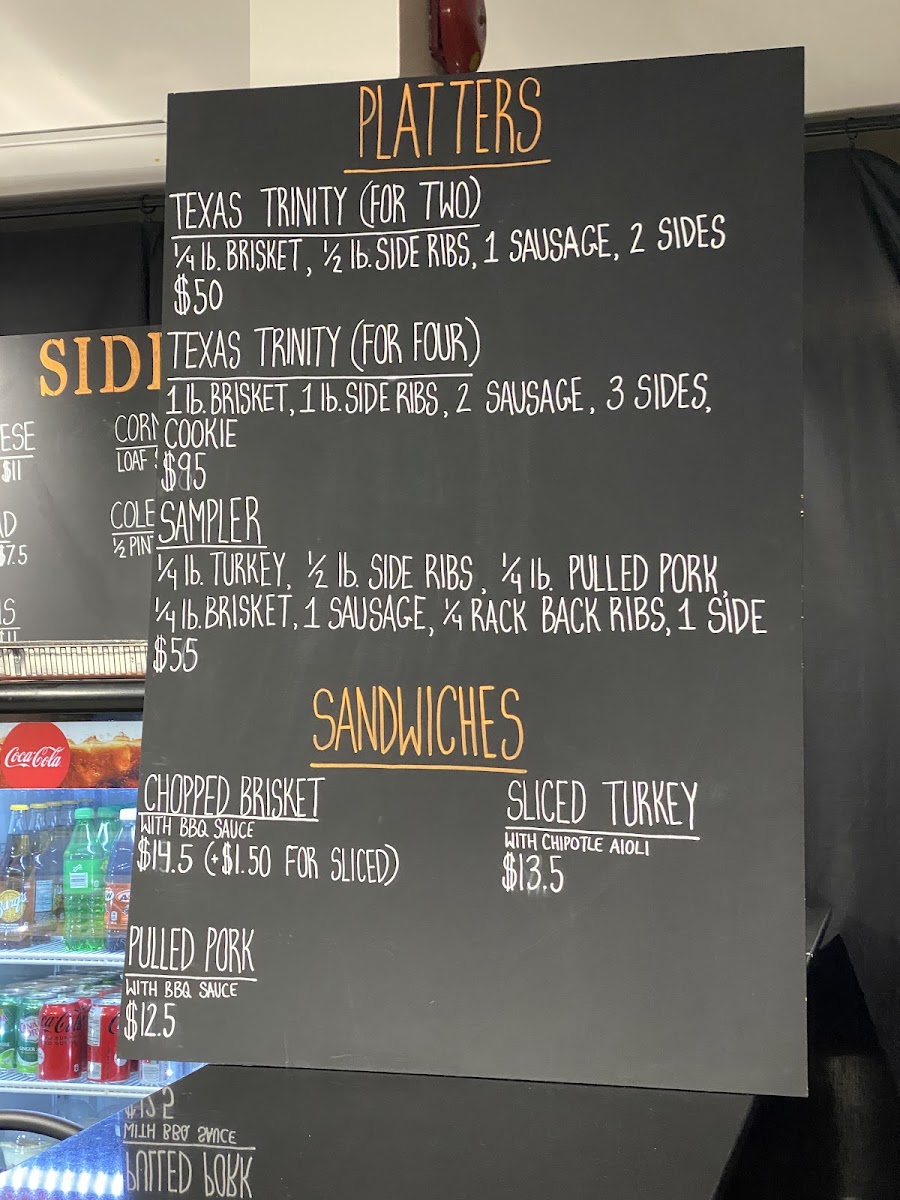 PLATTERS
TEXAS TRINITY (FOR TWO)
1/4 lb. BRISKET, 1/2 lb. SIDE RIBS, 1 SAUSAGE, 2 SIDES
$50
TEXAS TRINITY (FOR FOUR)
1 lb. BRISKET, 1 lb. SIDE RIBS, 2 SAUSAGE, 3 SIDES,
COOKIE
$95
SAMPLER
1/4 lb. TURKEY, 1/2 lb. SIDE RIBS, 1/4 lb. PULLED PORK,
1/4 lb. BRISKET, 1 SAUSAGE, 1/4 RACK BACK RIBS, 1 SIDE
$55
SANDWICHES
CHOPPED BRISKET
WITH BBQ SAUCE
$14.5 (+$1.50 FOR SLICED)
SLICED TURKEY
WITH CHIPOTLE AIOLI
$13.5
PULLED PORK
WITH BBQ SAUCE
$12.5
SID
ESE
$11
CORN
LOAF
$7.5
COLE
1/2 PIN
Coca-Cola
Barq's